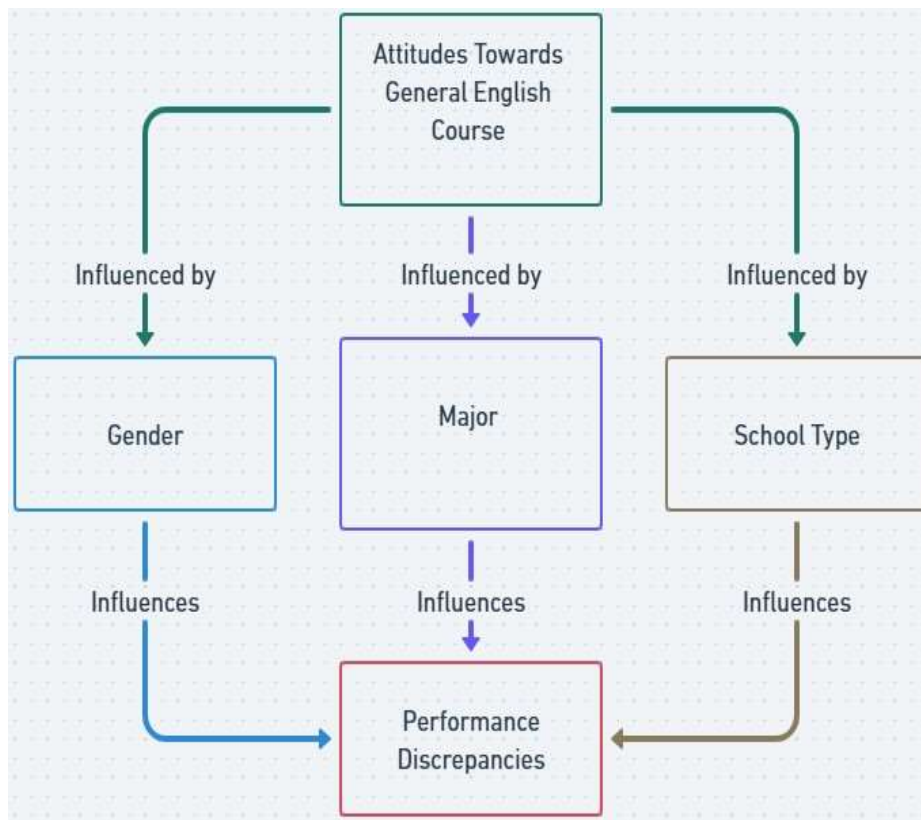 Attitudes Towards
General English
Course
Influenced by
Influenced by
Influenced by
Gender
Major
School Type
Influences
Influences
Influences
Performance
Discrepancies